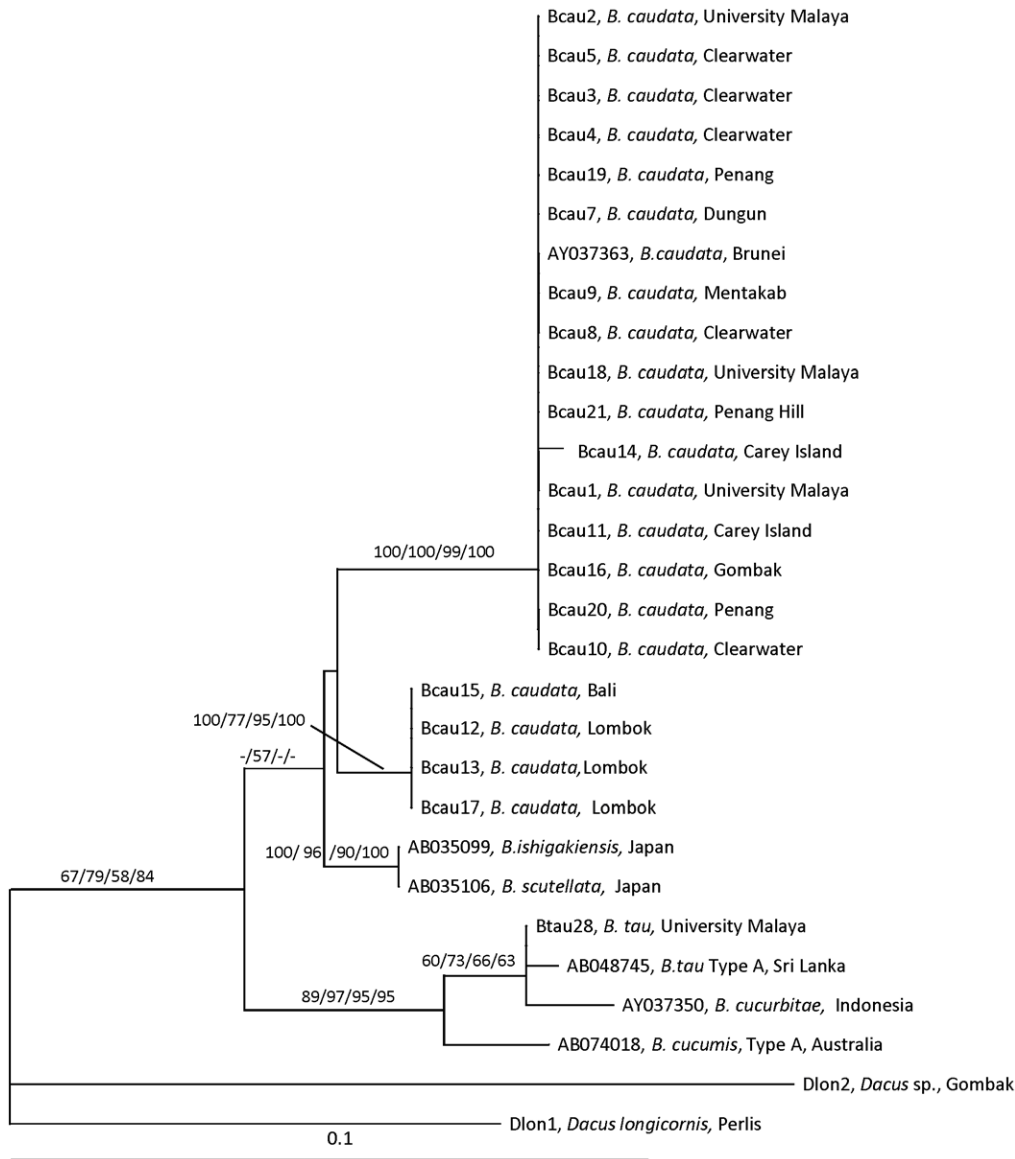 Bcau2, B. caudata, University Malaya
Bcau5, B. caudata, Clearwater
Bcau3, B. caudata, Clearwater
Bcau4, B. caudata, Clearwater
Bcau19, B. caudata, Penang
Bcau7, B. caudata, Dungun
AY037363, B.caudata, Brunei
Bcau9, B. caudata, Mentakab
Bcau8, B. caudata, Clearwater
Bcau18, B. caudata, University Malaya
Bcau21, B. caudata, Penang Hill
Bcau14, B. caudata, Carey Island
Bcau1, B. caudata, University Malaya
Bcau11, B. caudata, Carey Island
100/100/99/100
Bcau16, B. caudata, Gombak
Bcau20, B. caudata, Penang
Bcau10, B. caudata, Clearwater
Bcau15, B. caudata, Bali
100/77/95/100
Bcau12, B. caudata, Lombok
-/57/-/-
Bcau13, B. caudata,Lombok
Bcau17, B. caudata, Lombok
100/ 96 /90/100
AB035099, B.ishigakiensis, Japan
67/79/58/84
AB035106, B. scutellata, Japan
Btau28, B. tau, University Malaya
60/73/66/63
AB048745, B.tau Type A, Sri Lanka
89/97/95/95
AY037350, B. cucurbitae, Indonesia
AB074018, B. cucumis, Type A, Australia
Dlon2, Dacus sp., Gombak
Dlon1, Dacus longicornis, Perlis
0.1